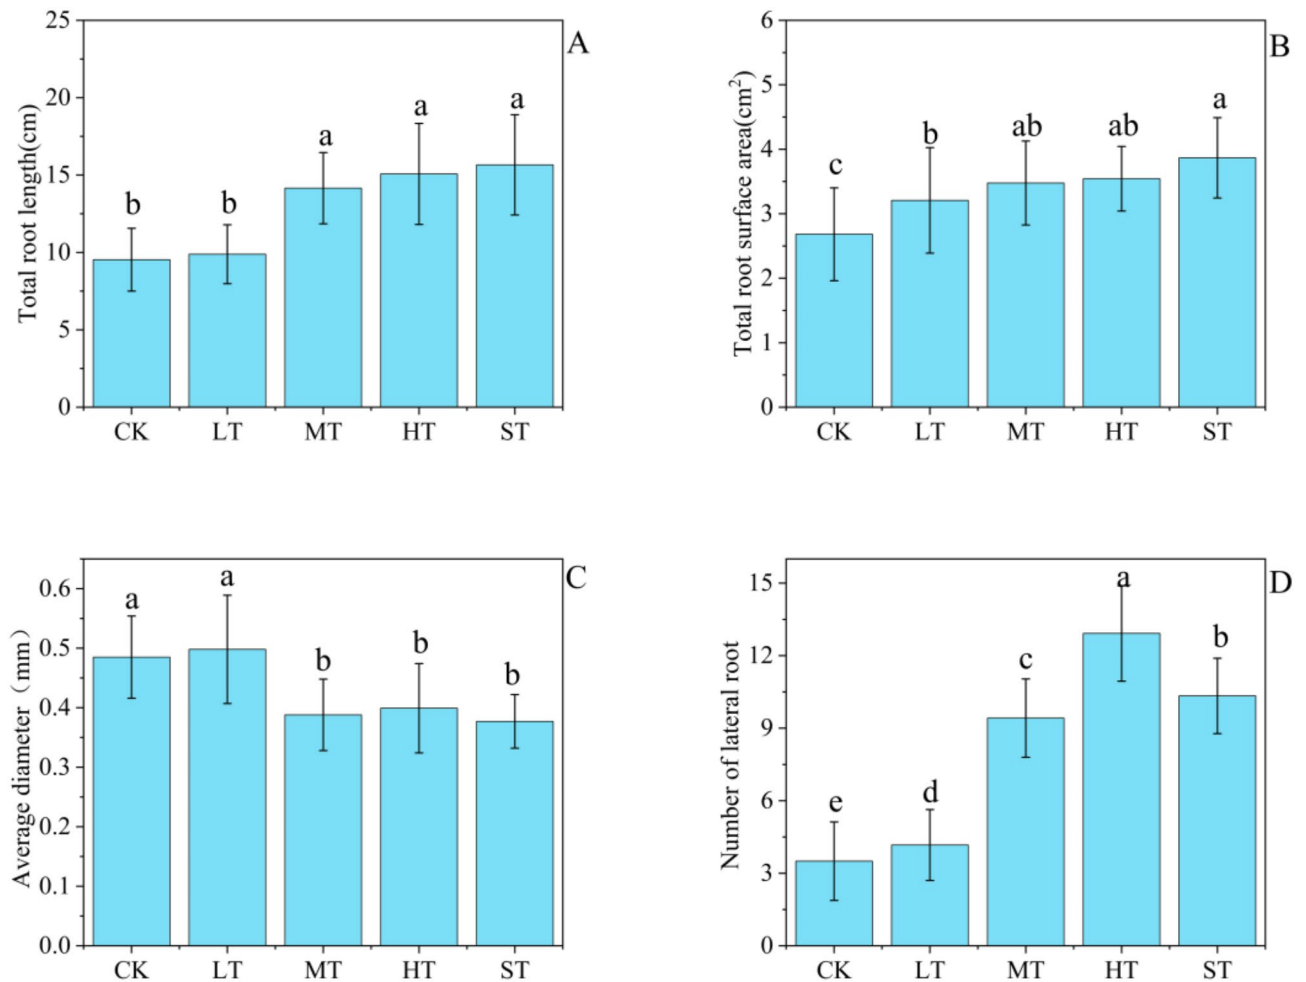 A
Total root length(cm)
25
20
15
10
5
0
b
b
a
a
a
CK LT MT HT ST
B
Total root surface area(cm²)
6
5
4
3
2
1
0
c
b
ab
ab
a
CK LT MT HT ST
C
Average diameter（mm）
0.6
0.5
0.4
0.3
0.2
0.1
0.0
a
a
b
b
b
CK LT MT HT ST
D
Number of lateral root
15
12
9
6
3
0
e
d
c
a
b
CK LT MT HT ST